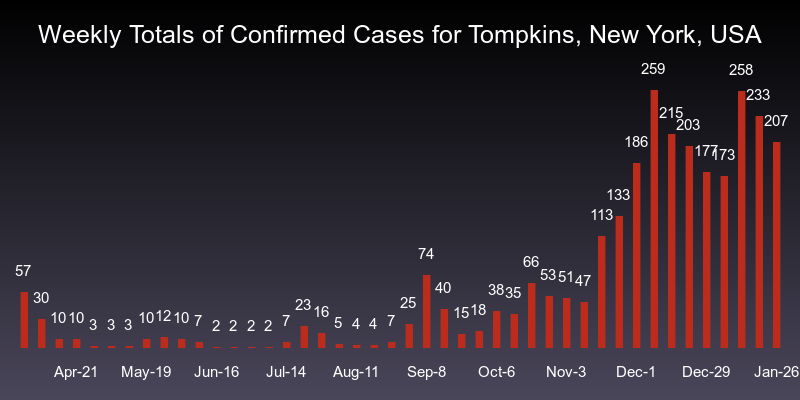 Weekly Totals of Confirmed Cases for Tompkins, New York, USA
57 30 10 10 3 3 3 10 12 10 7 2 2 2 2 7 23 16 5 4 4 7 25 74 40 15 18 38 35 66 53 51 47 113 133 186 259 215 203 177 173 258 233 207
Apr-21 May-19 Jun-16 Jul-14 Aug-11 Sep-8 Oct-6 Nov-3 Dec-1 Dec-29 Jan-26